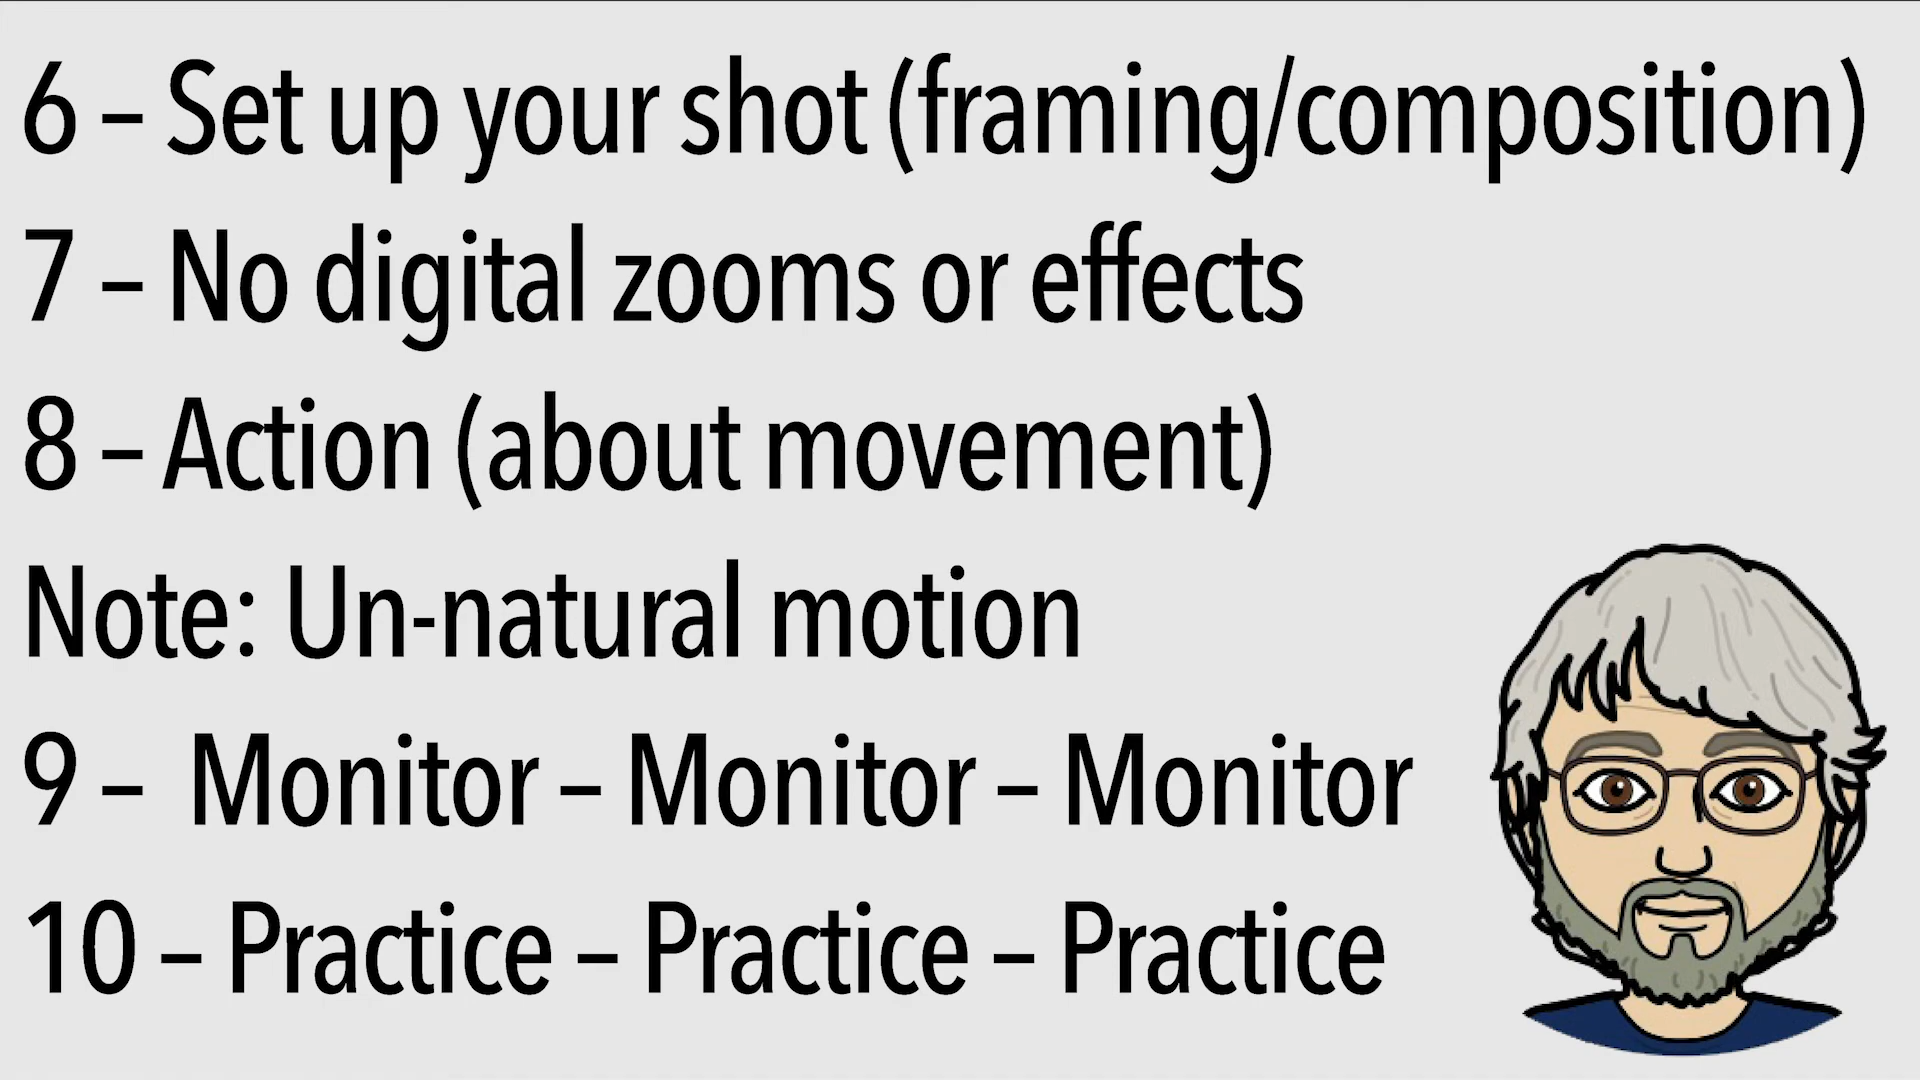 6 – Set up your shot (framing/composition)
7 – No digital zooms or effects
8 – Action (about movement)
Note: Un-natural motion
9 – Monitor – Monitor – Monitor
10 – Practice – Practice – Practice